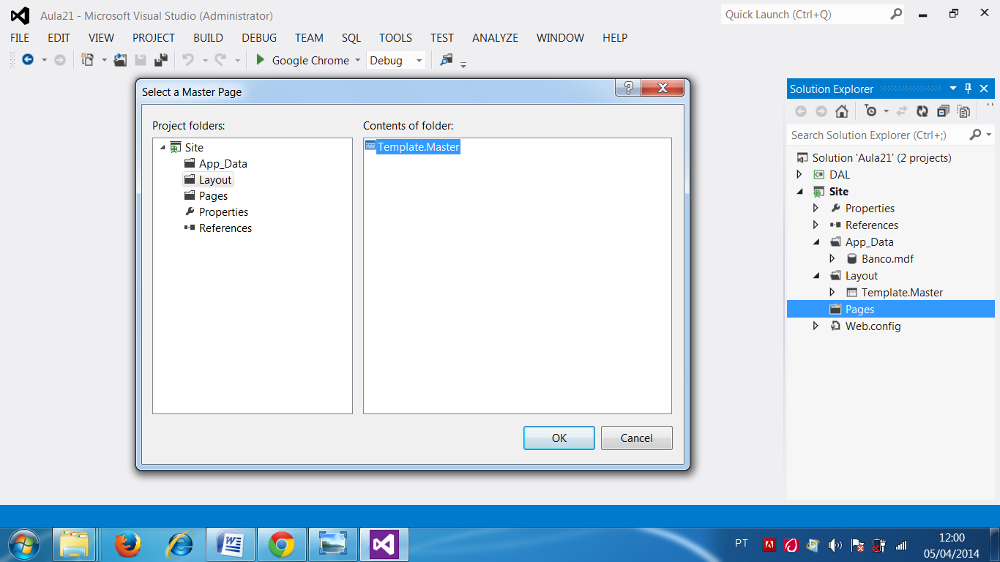 Aula21 - Microsoft Visual Studio (Administrator)
Quick Launch (Ctrl+Q)
FILE EDIT VIEW PROJECT BUILD DEBUG TEAM SQL TOOLS TEST ANALYZE WINDOW HELP
Google Chrome Debug
Select a Master Page
Project folders:
Site
App_Data
Layout
Pages
Properties
References
Contents of folder:
Template.Master
OK Cancel
Solution Explorer
Search Solution Explorer (Ctrl+;)
Solution 'Aula21' (2 projects)
DAL
Site
Properties
References
App_Data
Banco.mdf
Layout
Template.Master
Pages
Web.config
PT
12:00
05/04/2014